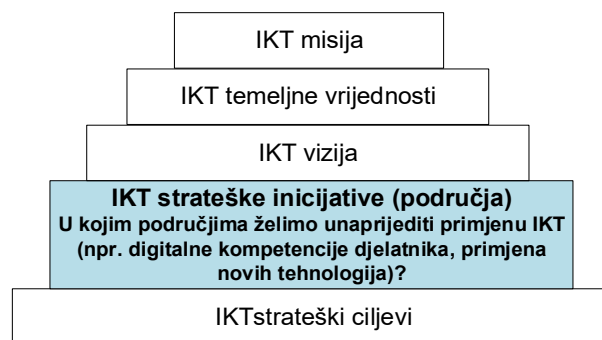 IKT misija
IKT temeljne vrijednosti
IKT vizija
IKT strateške inicijative (područja)
U kojim područjima želimo unaprijediti primjenu IKT
(npr. digitalne kompetencije djelatnika, primjena
novih tehnologija)?
IKTstrateški ciljevi